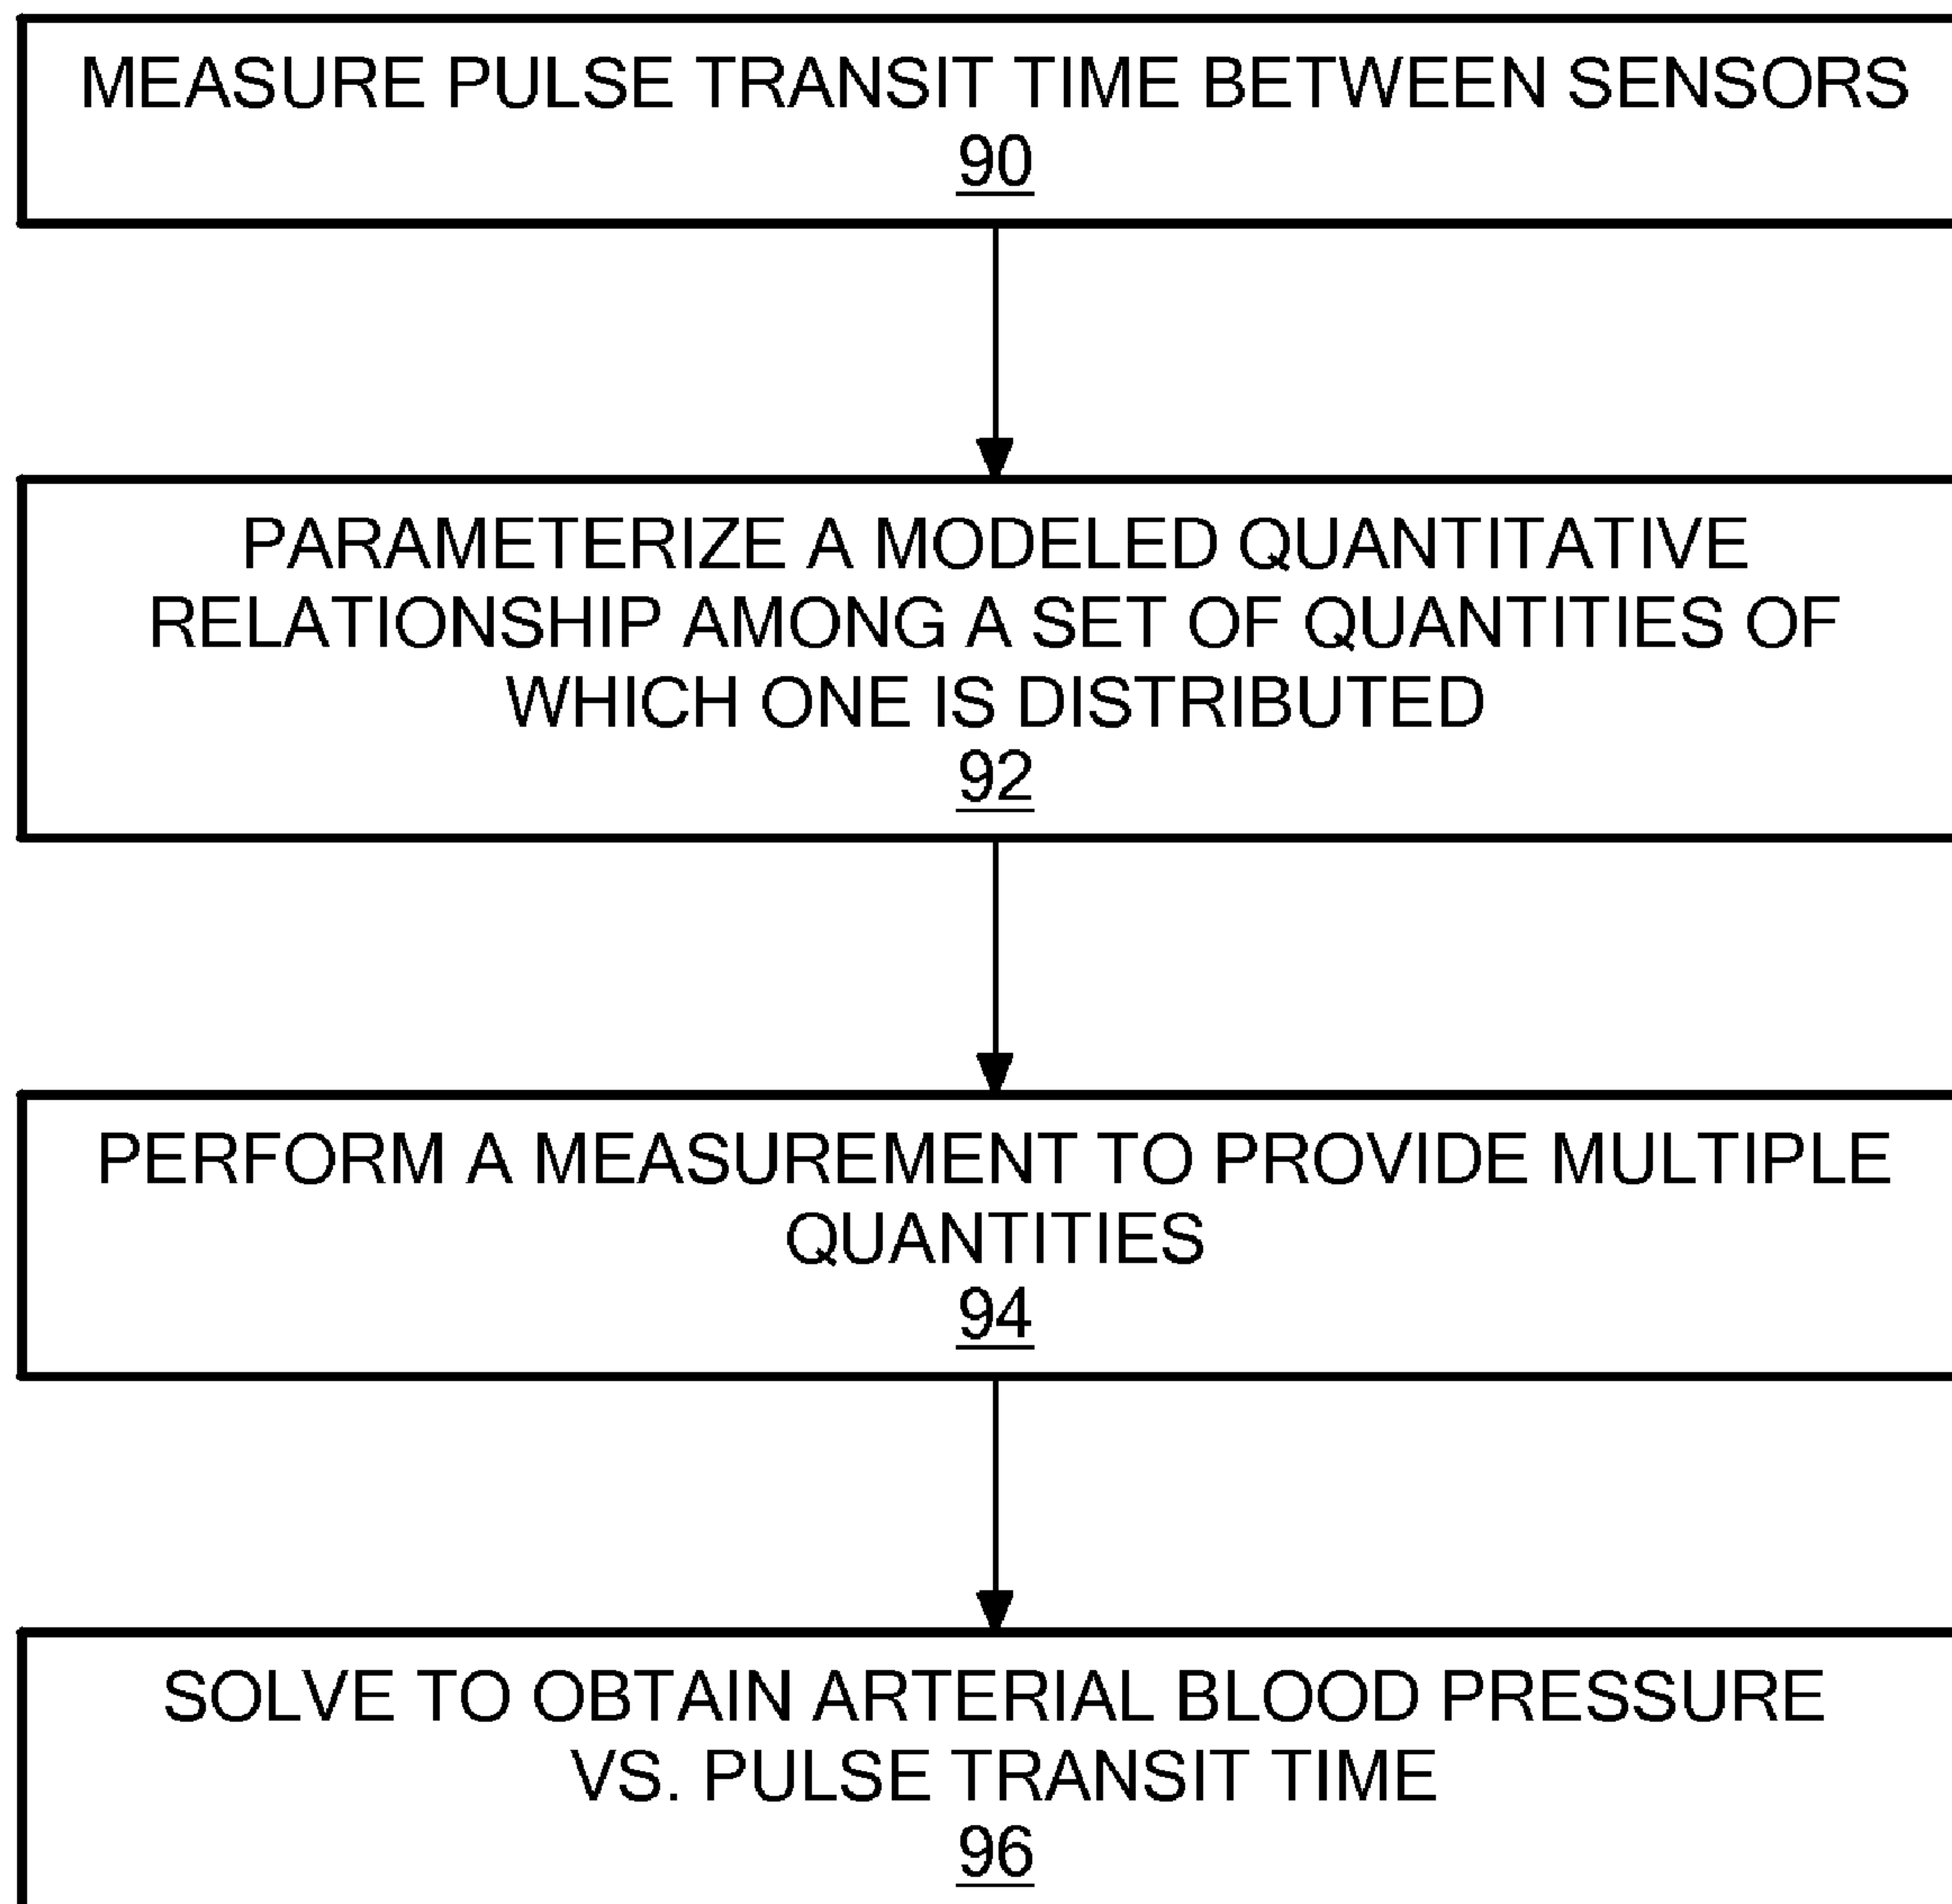 MEASURE PULSE TRANSIT TIME BETWEEN SENSORS
90
PARAMETERIZE A MODELED QUANTITATIVE
RELATIONSHIP AMONG A SET OF QUANTITIES OF
WHICH ONE IS DISTRIBUTED
92
PERFORM A MEASUREMENT TO PROVIDE MULTIPLE
QUANTITIES
94
SOLVE TO OBTAIN ARTERIAL BLOOD PRESSURE
VS. PULSE TRANSIT TIME
96